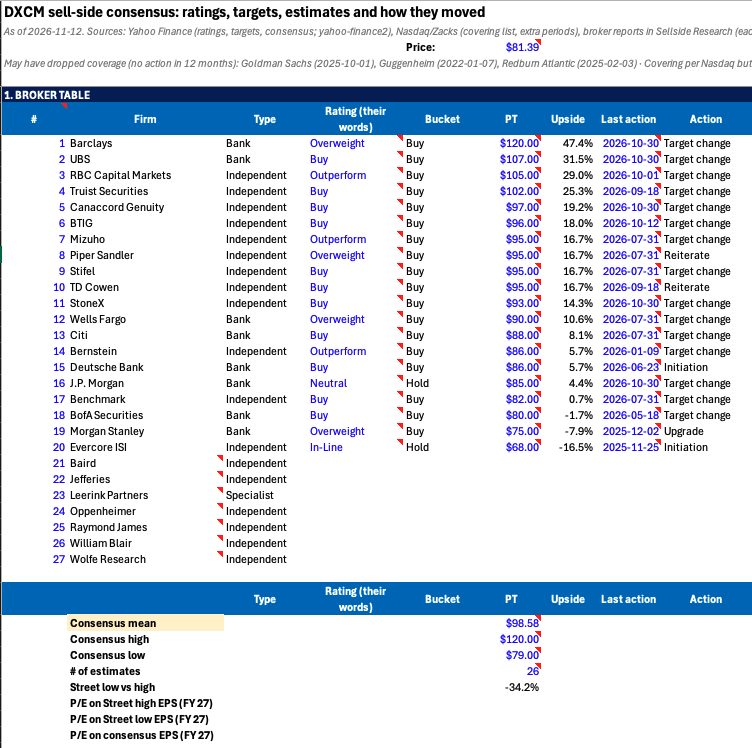 DXCM sell-side consensus: ratings, targets, estimates and how they moved
As of 2026-11-12. Sources: Yahoo Finance (ratings, targets, consensus; yahoo-finance2), Nasdaq/Zacks (covering list, extra periods), broker reports in Sellside Research (eac
Price: $81.39
May have dropped coverage (no action in 12 months): Goldman Sachs (2025-10-01), Guggenheim (2022-01-07), Redburn Atlantic (2025-02-03) · Covering per Nasdaq but
1. BROKER TABLE
# Firm Type Rating (their words) Bucket PT Upside Last action Action
1 Barclays Bank Overweight Buy $120.00 47.4% 2026-10-30 Target change
2 UBS Bank Buy Buy $107.00 31.5% 2026-10-30 Target change
3 RBC Capital Markets Independent Outperform Buy $105.00 29.0% 2026-10-01 Target change
4 Truist Securities Independent Buy Buy $102.00 25.3% 2026-09-18 Target change
5 Canaccord Genuity Independent Buy Buy $97.00 19.2% 2026-10-30 Target change
6 BTIG Independent Buy Buy $96.00 18.0% 2026-10-12 Target change
7 Mizuho Independent Outperform Buy $95.00 16.7% 2026-07-31 Target change
8 Piper Sandler Independent Overweight Buy $95.00 16.7% 2026-07-31 Reiterate
9 Stifel Independent Buy Buy $95.00 16.7% 2026-07-31 Target change
10 TD Cowen Independent Buy Buy $95.00 16.7% 2026-09-18 Reiterate
11 StoneX Independent Buy Buy $93.00 14.3% 2026-10-30 Target change
12 Wells Fargo Bank Overweight Buy $90.00 10.6% 2026-07-31 Target change
13 Citi Bank Buy Buy $88.00 8.1% 2026-07-31 Target change
14 Bernstein Independent Outperform Buy $86.00 5.7% 2026-01-09 Target change
15 Deutsche Bank Bank Buy Buy $86.00 5.7% 2026-06-23 Initiation
16 J.P. Morgan Bank Neutral Hold $85.00 4.4% 2026-10-30 Target change
17 Benchmark Independent Buy Buy $82.00 0.7% 2026-07-31 Target change
18 BofA Securities Bank Buy Buy $80.00 -1.7% 2026-05-18 Target change
19 Morgan Stanley Bank Overweight Buy $75.00 -7.9% 2025-12-02 Upgrade
20 Evercore ISI Independent In-Line Hold $68.00 -16.5% 2025-11-25 Initiation
21 Baird Independent
22 Jefferies Independent
23 Leerink Partners Specialist
24 Oppenheimer Independent
25 Raymond James Independent
26 William Blair Independent
27 Wolfe Research Independent
Type Rating (their words) Bucket PT Upside Last action Action
Consensus mean $98.58
Consensus high $120.00
Consensus low $79.00
# of estimates 26
Street low vs high -34.2%
P/E on Street high EPS (FY 27)
P/E on Street low EPS (FY 27)
P/E on consensus EPS (FY 27)